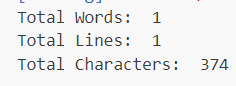 Total Words:  1
Total Lines:  1
Total Characters:  374